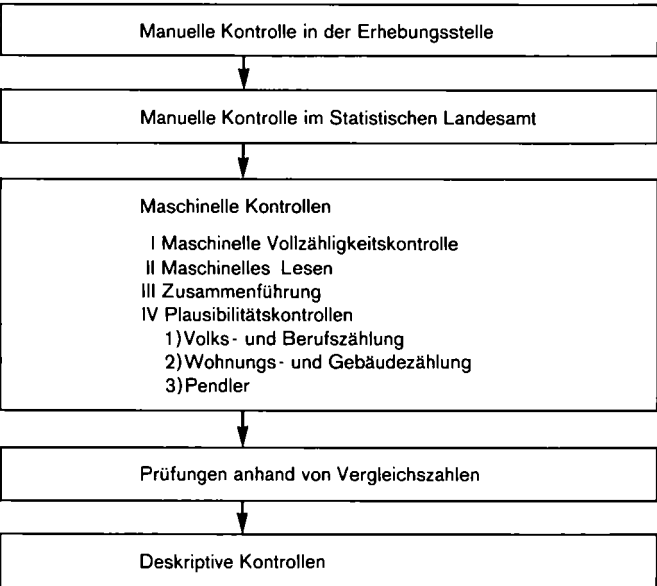 Manuelle Kontrolle in der Erhebungsstelle
Manuelle Kontrolle im Statistischen Landesamt
Maschinelle Kontrollen
I Maschinelle Vollzähligkeitskontrolle
II Maschinelles Lesen
III Zusammenführung
IV Plausibilitätskontrollen
1) Volks- und Berufszählung
2) Wohnungs- und Gebäudezählung
3) Pendler
Prüfungen anhand von Vergleichszahlen
Deskriptive Kontrollen